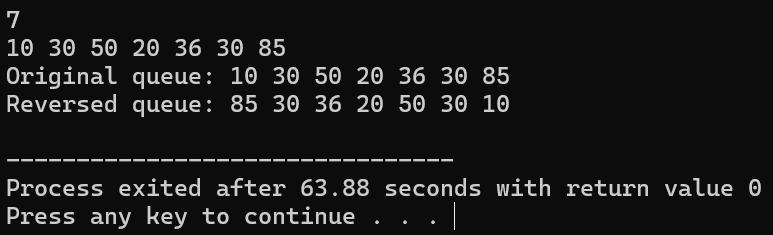 7
10 30 50 20 36 30 85
Original queue: 10 30 50 20 36 30 85
Reversed queue: 85 30 36 20 50 30 10

--------------------------------
Process exited after 63.88 seconds with return value 0
Press any key to continue . . .